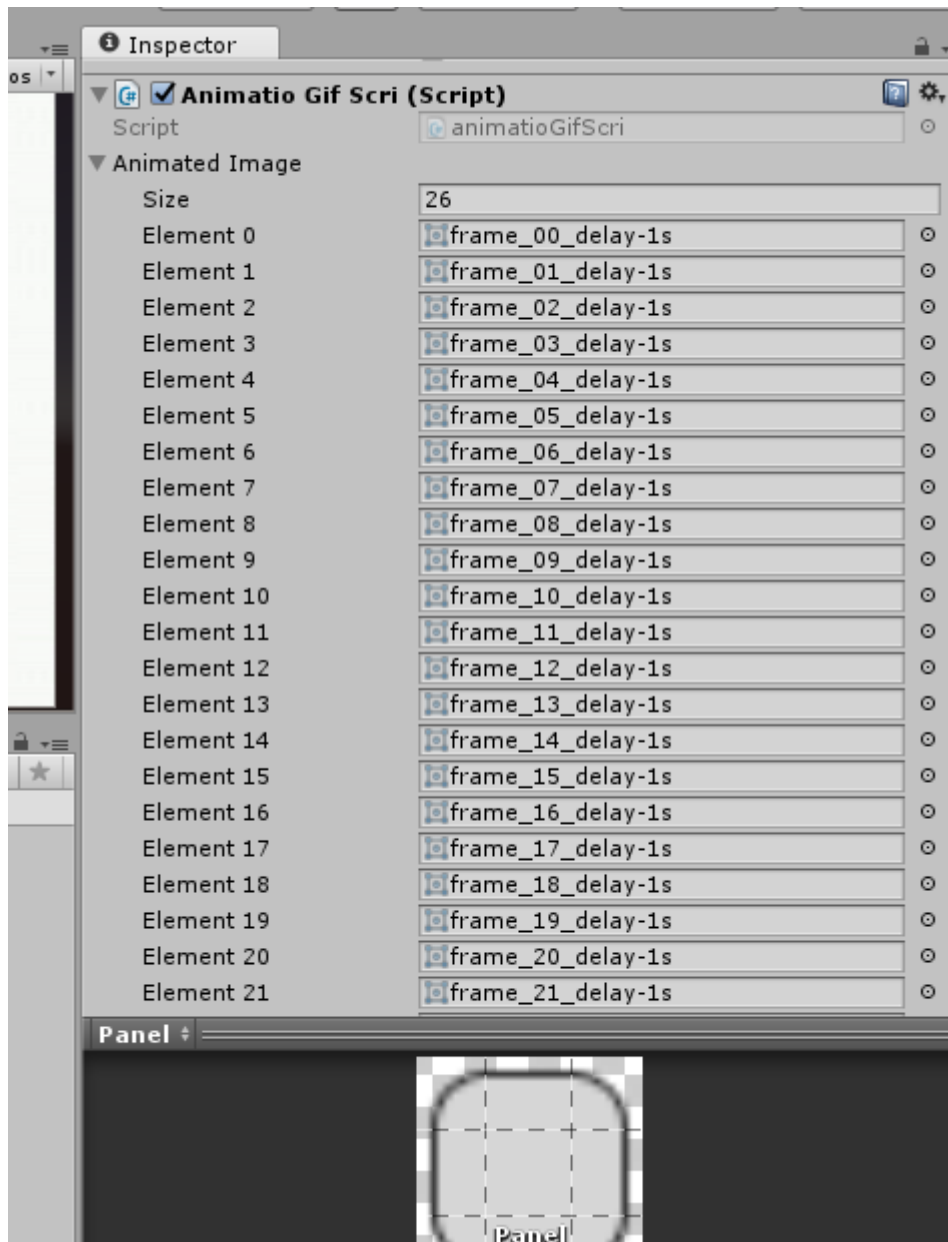 Inspector
os
Animatio Gif Scri (Script)
Script animatioGifScri
Animated Image
Size 26
Element 0 frame_00_delay-1s
Element 1 frame_01_delay-1s
Element 2 frame_02_delay-1s
Element 3 frame_03_delay-1s
Element 4 frame_04_delay-1s
Element 5 frame_05_delay-1s
Element 6 frame_06_delay-1s
Element 7 frame_07_delay-1s
Element 8 frame_08_delay-1s
Element 9 frame_09_delay-1s
Element 10 frame_10_delay-1s
Element 11 frame_11_delay-1s
Element 12 frame_12_delay-1s
Element 13 frame_13_delay-1s
Element 14 frame_14_delay-1s
Element 15 frame_15_delay-1s
Element 16 frame_16_delay-1s
Element 17 frame_17_delay-1s
Element 18 frame_18_delay-1s
Element 19 frame_19_delay-1s
Element 20 frame_20_delay-1s
Element 21 frame_21_delay-1s
Panel
Panel